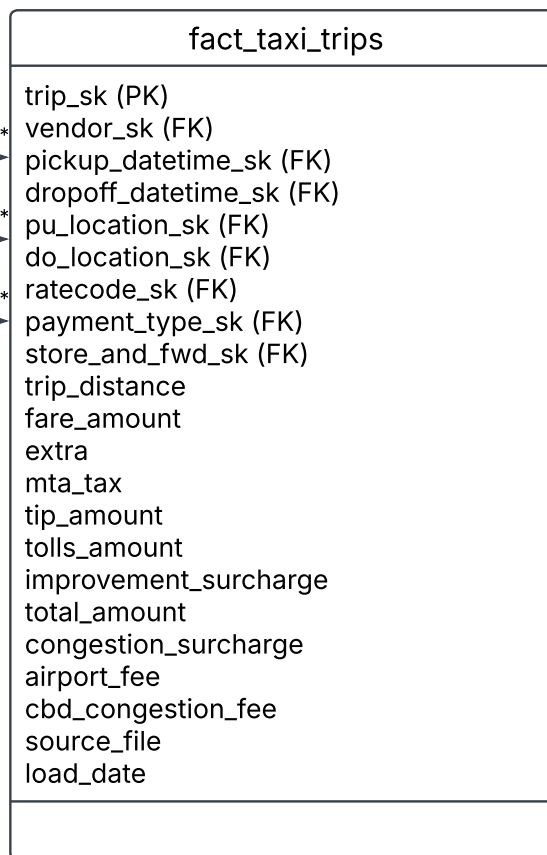 fact_taxi_trips
trip_sk (PK)
* vendor_sk (FK)
pickup_datetime_sk (FK)
dropoff_datetime_sk (FK)
* pu_location_sk (FK)
do_location_sk (FK)
* ratecode_sk (FK)
payment_type_sk (FK)
store_and_fwd_sk (FK)
trip_distance
fare_amount
extra
mta_tax
tip_amount
tolls_amount
improvement_surcharge
total_amount
congestion_surcharge
airport_fee
cbd_congestion_fee
source_file
load_date